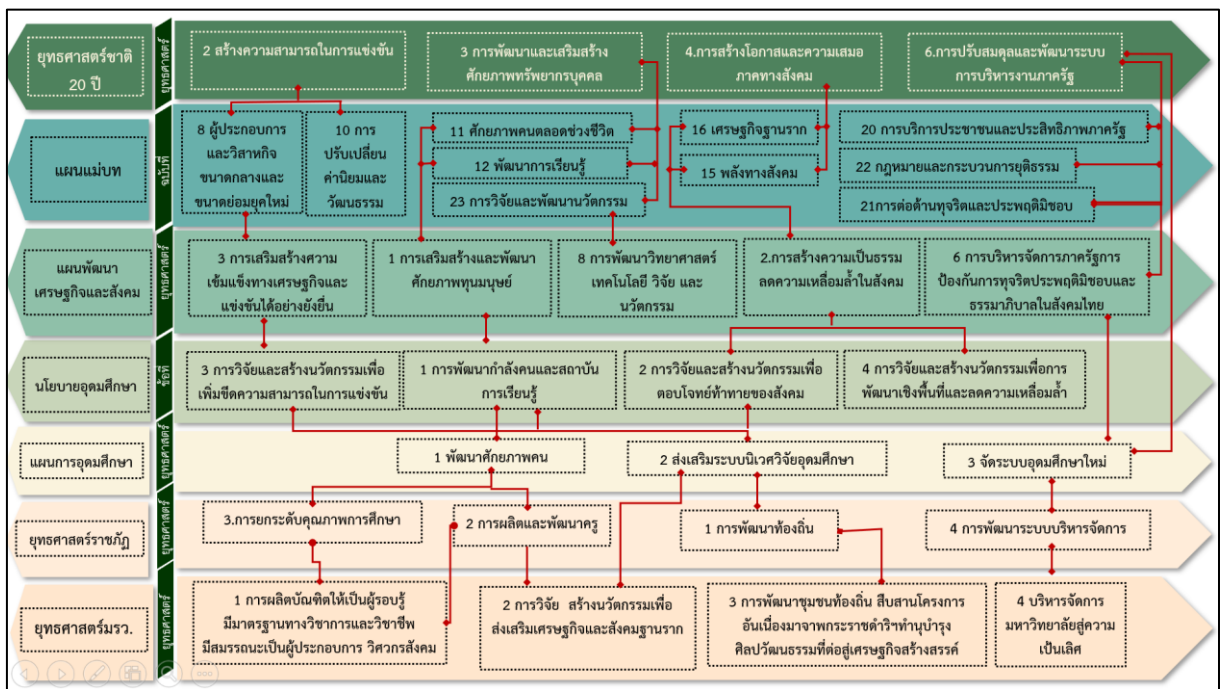 ยุทธศาสตร์ชาติ
20 ปี
ยุทธศาสตร์
2 สร้างความสามารถในการแข่งขัน
3 การพัฒนาและเสริมสร้าง
ศักยภาพทรัพยากรบุคคล
4.การสร้างโอกาสและความเสมอ
ภาคทางสังคม
6.การปรับสมดุลและพัฒนาระบบ
การบริหารงานภาครัฐ
แผนแม่บท
ฉบับที่
8 ผู้ประกอบการ
และวิสาหกิจ
ขนาดกลางและ
ขนาดย่อมยุคใหม่
10 การ
ปรับเปลี่ยน
ค่านิยมและ
วัฒนธรรม
11 ศักยภาพคนตลอดช่วงชีวิต
12 พัฒนาการเรียนรู้
23 การวิจัยและพัฒนานวัตกรรม
16 เศรษฐกิจฐานราก
15 พลังทางสังคม
20 การบริการประชาชนและประสิทธิภาพภาครัฐ
22 กฎหมายและกระบวนการยุติธรรม
21การต่อต้านทุจริตและประพฤติมิชอบ
แผนพัฒนา
เศรษฐกิจและสังคม
ยุทธศาสตร์
3 การเสริมสร้างความ
เข้มแข็งทางเศรษฐกิจและ
แข่งขันได้อย่างยั่งยืน
1 การเสริมสร้างและพัฒนา
ศักยภาพทุนมนุษย์
8 การพัฒนาวิทยาศาสตร์
เทคโนโลยี วิจัย และ
นวัตกรรม
2.การสร้างความเป็นธรรม
ลดความเหลื่อมล้ำในสังคม
6 การบริหารจัดการภาครัฐการ
ป้องกันการทุจริตประพฤติมิชอบและ
ธรรมาภิบาลในสังคมไทย
นโยบายอุดมศึกษา
ข้อที่
3 การวิจัยและสร้างนวัตกรรมเพื่อ
เพิ่มขีดความสามารถในการแข่งขัน
1 การพัฒนากำลังคนและสถาบัน
การเรียนรู้
2 การวิจัยและสร้างนวัตกรรมเพื่อ
ตอบโจทย์ท้าทายของสังคม
4 การวิจัยและสร้างนวัตกรรมเพื่อการ
พัฒนาเชิงพื้นที่และลดความเหลื่อมล้ำ
แผนการอุดมศึกษา
ยุทธศาสตร์
1 พัฒนาศักยภาพคน
2 ส่งเสริมระบบนิเวศวิจัยอุดมศึกษา
3 จัดระบบอุดมศึกษาใหม่
ยุทธศาสตร์ราชภัฏ
ยุทธศาสตร์
3.การยกระดับคุณภาพการศึกษา
2 การผลิตและพัฒนาครู
1 การพัฒนาท้องถิ่น
4 การพัฒนาระบบบริหารจัดการ
ยุทธศาสตร์มรว.
ยุทธศาสตร์
1 การผลิตบัณฑิตให้เป็นผู้รอบรู้
มีมาตรฐานทางวิชาการและวิชาชีพ
มีสมรรถนะเป็นผู้ประกอบการ วิศวกรสังคม
2 การวิจัย สร้างนวัตกรรมเพื่อ
ส่งเสริมเศรษฐกิจและสังคมฐานราก
3 การพัฒนาชุมชนท้องถิ่น สืบสานโครงการ
อันเนื่องมาจาพกระราชดำริฯทำนุบำรุง
ศิลปวัฒนธรรมที่ต่อสู่เศรษฐกิจสร้างสรรค์
4 บริหารจัดการ
มหาวิทยาลัยสู่ความ
เป็นเลิศ